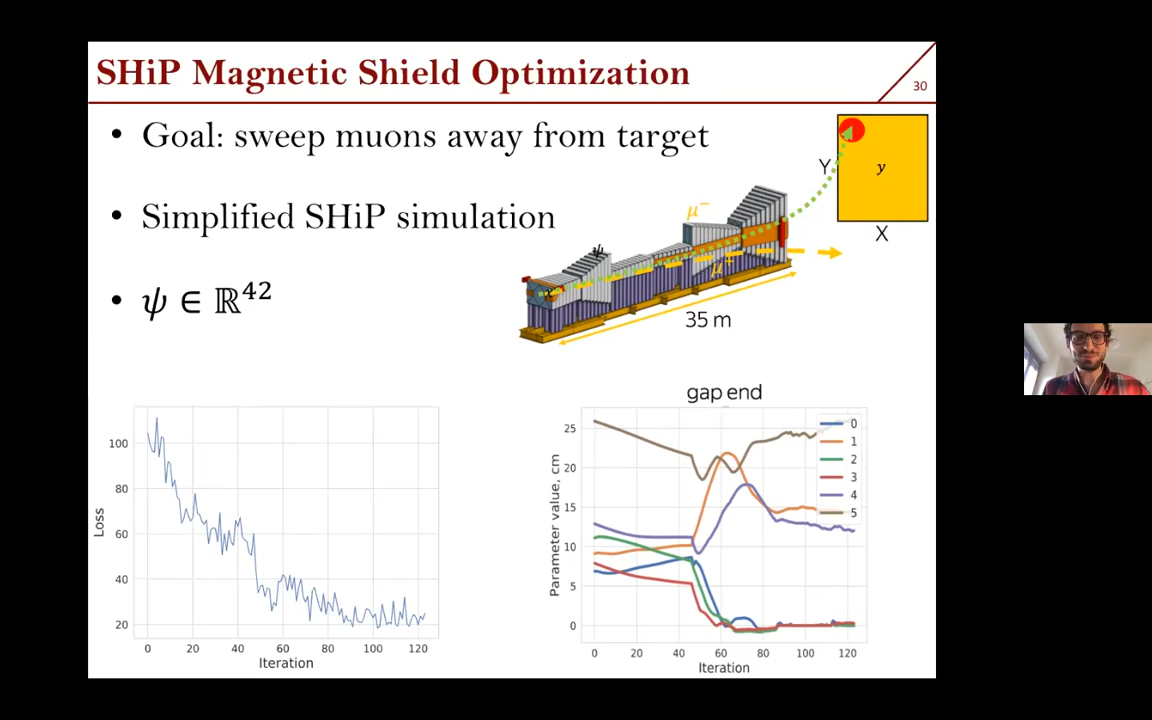 SHiP Magnetic Shield Optimization
30
• Goal: sweep muons away from target
• Simplified SHiP simulation
• ψ ∈ ℝ⁴²
Y
y
X
μ⁻
ψ
μ⁺
35 m
100
80
60
40
20
Loss
0 20 40 60 80 100 120
Iteration
gap end
25
20
15
10
5
0
Parameter value, cm
0
1
2
3
4
5
0 20 40 60 80 100 120
Iteration